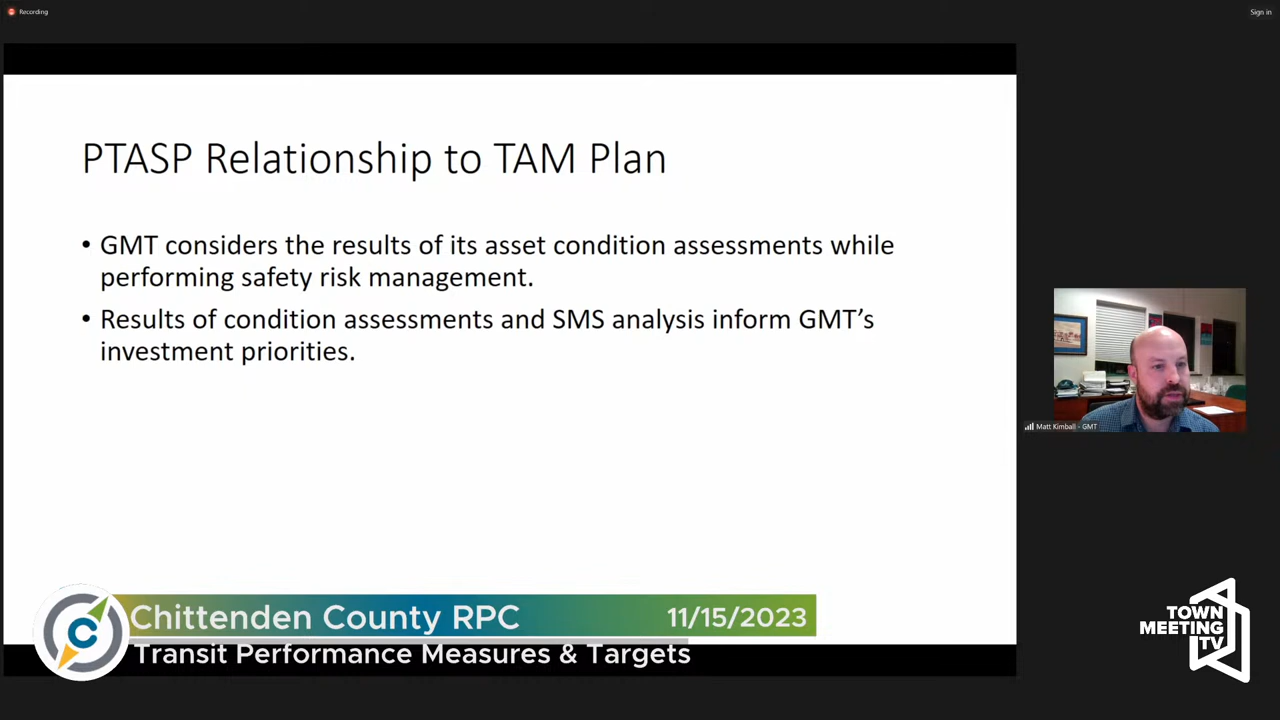 Recording
Sign in
PTASP Relationship to TAM Plan
• GMT considers the results of its asset condition assessments while
performing safety risk management.
• Results of condition assessments and SMS analysis inform GMT’s
investment priorities.
Matt Kimball - GMT
C
Chittenden County RPC 11/15/2023
Transit Performance Measures & Targets
TOWN
MEETING
TV